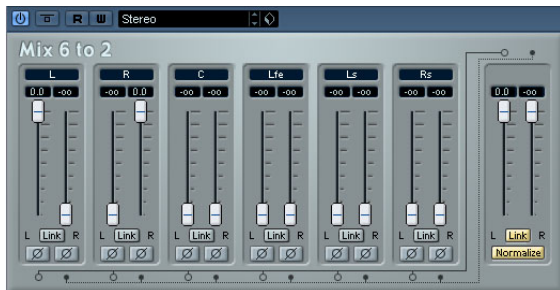 R W Stereo
Mix 6 to 2
L R C Lfe Ls Rs
0.0 -oo -oo 0.0 -oo -oo -oo -oo -oo -oo -oo -oo 0.0 -oo
L Link R L Link R L Link R L Link R L Link R L Link R L Link R
Ø Ø Ø Ø Ø Ø Ø Ø Ø Ø Ø Ø Normalize